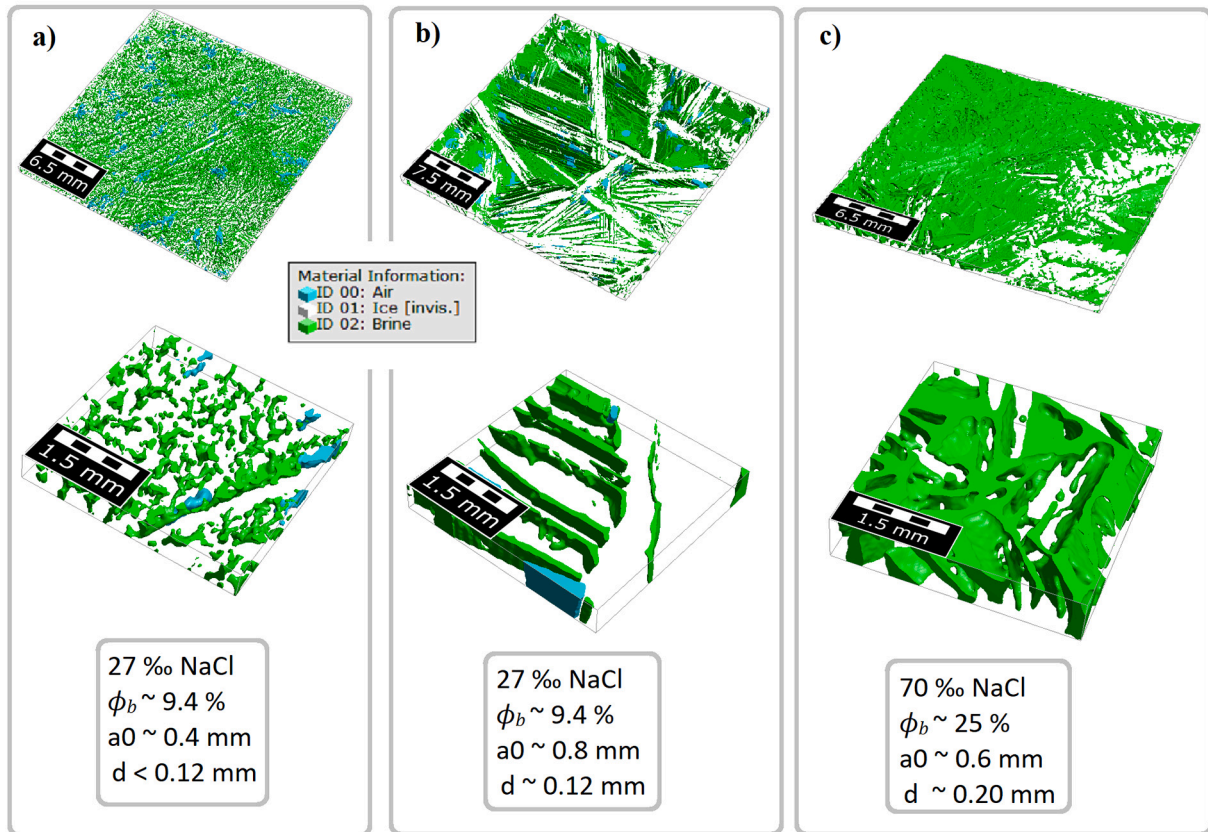 a)
b)
c)
6.5 mm
7.5 mm
6.5 mm
Material Information:
ID 00: Air
ID 01: Ice [invis.]
ID 02: Brine
1.5 mm
1.5 mm
1.5 mm
27 ‰ NaCl
ϕb ~ 9.4 %
a0 ~ 0.4 mm
d < 0.12 mm
27 ‰ NaCl
ϕb ~ 9.4 %
a0 ~ 0.8 mm
d ~ 0.12 mm
70 ‰ NaCl
ϕb ~ 25 %
a0 ~ 0.6 mm
d ~ 0.20 mm